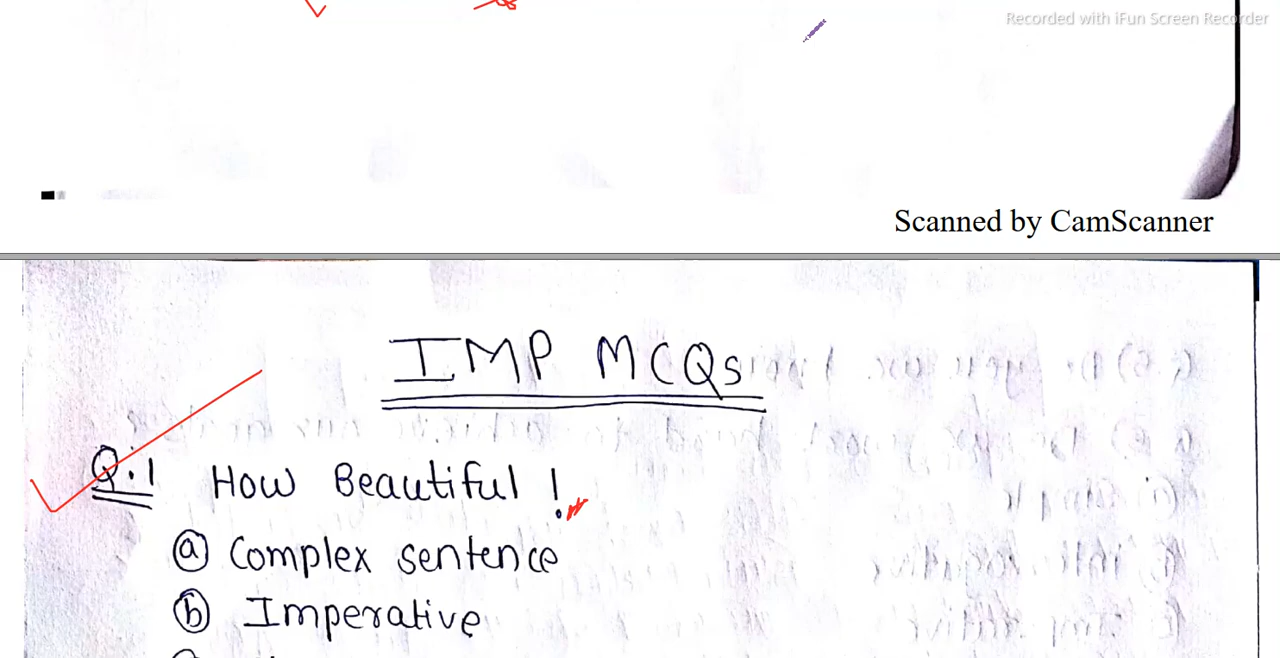 Recorded with iFun Screen Recorder
Scanned by CamScanner
IMP MCQs
Q.1 How Beautiful !
(a) Complex sentence
(b) Imperative